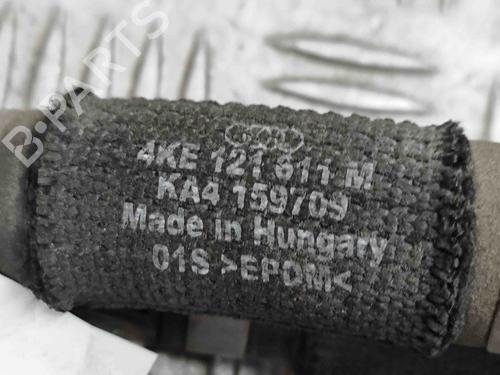 B-PARTS
4KE 121 611 M
KA4 159709
Made in Hungary
01S >EPDM<